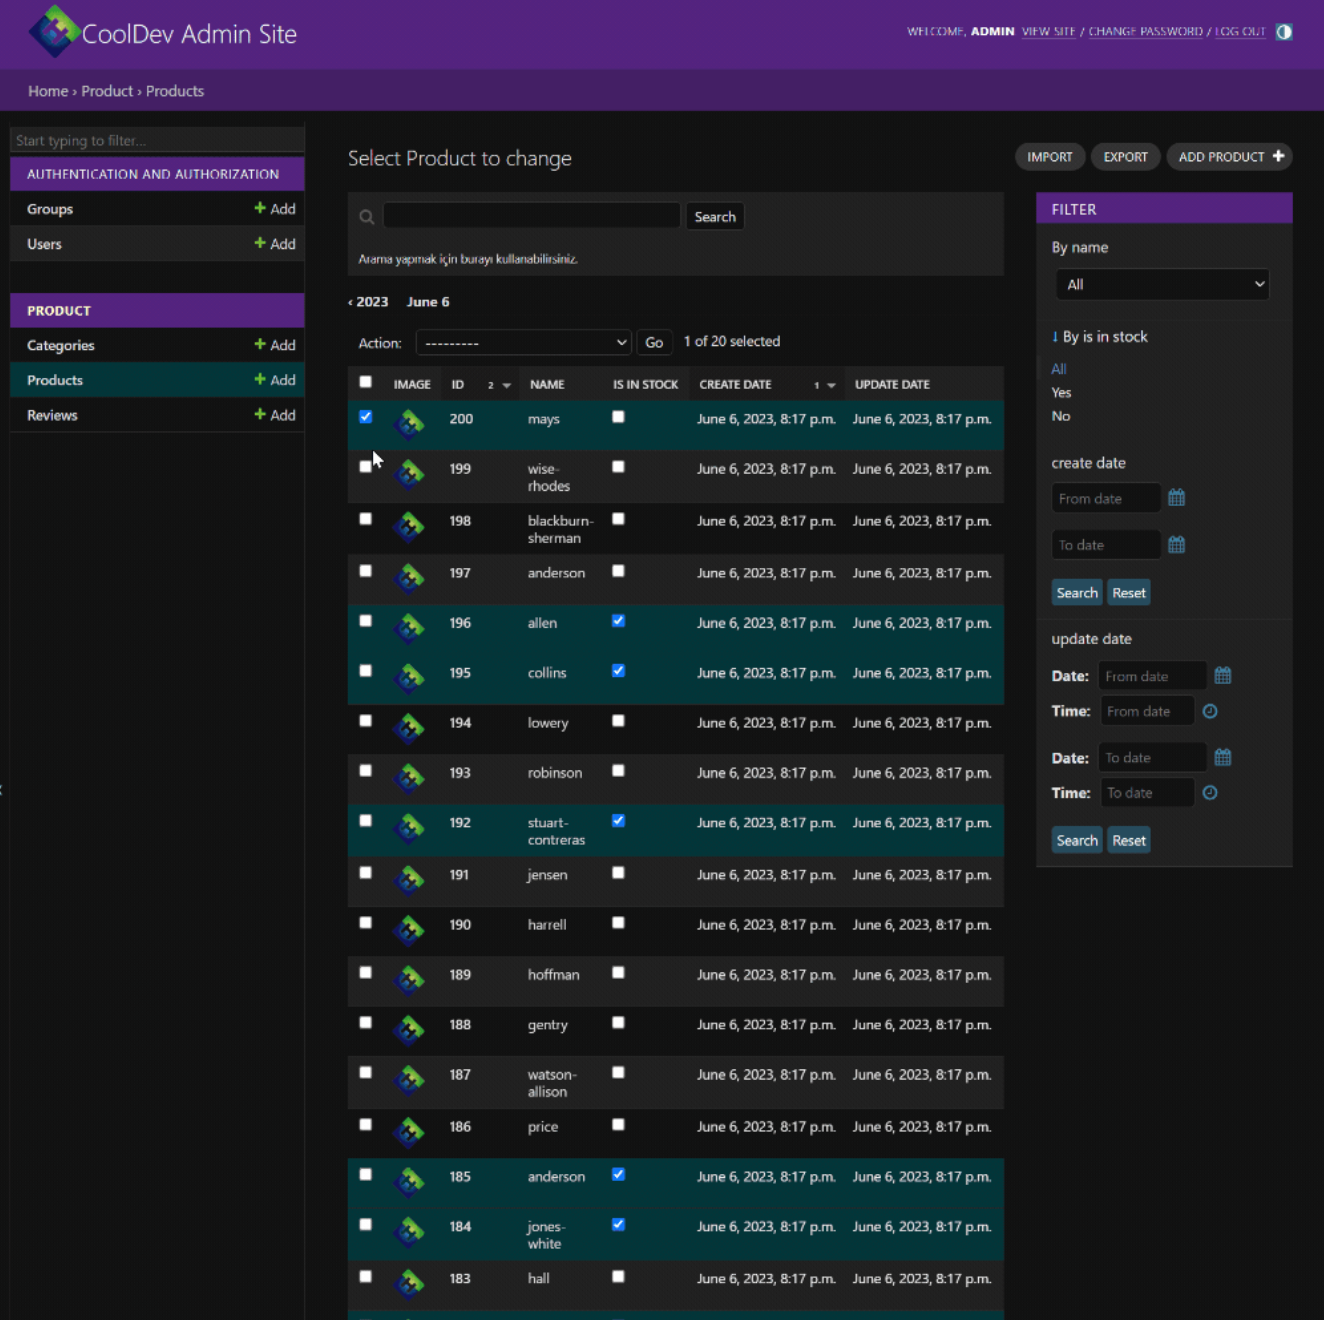 CoolDev Admin Site
WELCOME, ADMIN VIEW SITE / CHANGE PASSWORD / LOG OUT
Home › Product › Products
Start typing to filter...
AUTHENTICATION AND AUTHORIZATION
Groups + Add
Users + Add
PRODUCT
Categories + Add
Products + Add
Reviews + Add
Select Product to change
IMPORT EXPORT ADD PRODUCT +
Search
Arama yapmak için burayı kullanabilirsiniz.
‹ 2023 June 6
Action: --------- Go 1 of 20 selected
IMAGE ID 2 NAME IS IN STOCK CREATE DATE 1 UPDATE DATE
200 mays June 6, 2023, 8:17 p.m. June 6, 2023, 8:17 p.m.
199 wise-
rhodes June 6, 2023, 8:17 p.m. June 6, 2023, 8:17 p.m.
198 blackburn-
sherman June 6, 2023, 8:17 p.m. June 6, 2023, 8:17 p.m.
197 anderson June 6, 2023, 8:17 p.m. June 6, 2023, 8:17 p.m.
196 allen June 6, 2023, 8:17 p.m. June 6, 2023, 8:17 p.m.
195 collins June 6, 2023, 8:17 p.m. June 6, 2023, 8:17 p.m.
194 lowery June 6, 2023, 8:17 p.m. June 6, 2023, 8:17 p.m.
193 robinson June 6, 2023, 8:17 p.m. June 6, 2023, 8:17 p.m.
192 stuart-
contreras June 6, 2023, 8:17 p.m. June 6, 2023, 8:17 p.m.
191 jensen June 6, 2023, 8:17 p.m. June 6, 2023, 8:17 p.m.
190 harrell June 6, 2023, 8:17 p.m. June 6, 2023, 8:17 p.m.
189 hoffman June 6, 2023, 8:17 p.m. June 6, 2023, 8:17 p.m.
188 gentry June 6, 2023, 8:17 p.m. June 6, 2023, 8:17 p.m.
187 watson-
allison June 6, 2023, 8:17 p.m. June 6, 2023, 8:17 p.m.
186 price June 6, 2023, 8:17 p.m. June 6, 2023, 8:17 p.m.
185 anderson June 6, 2023, 8:17 p.m. June 6, 2023, 8:17 p.m.
184 jones-
white June 6, 2023, 8:17 p.m. June 6, 2023, 8:17 p.m.
183 hall June 6, 2023, 8:17 p.m. June 6, 2023, 8:17 p.m.
FILTER
By name
All
↓ By is in stock
All
Yes
No
create date
From date
To date
Search Reset
update date
Date: From date
Time: From date
Date: To date
Time: To date
Search Reset